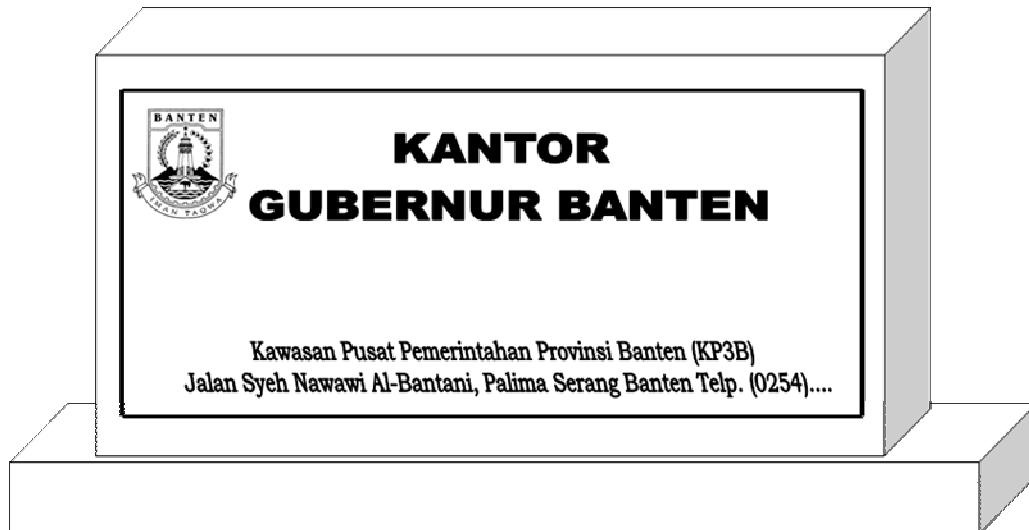 BANTEN
IMAN TAQWA
KANTOR
GUBERNUR BANTEN
Kawasan Pusat Pemerintahan Provinsi Banten (KP3B)
Jalan Syeh Nawawi Al-Bantani, Palima Serang Banten Telp. (0254)....